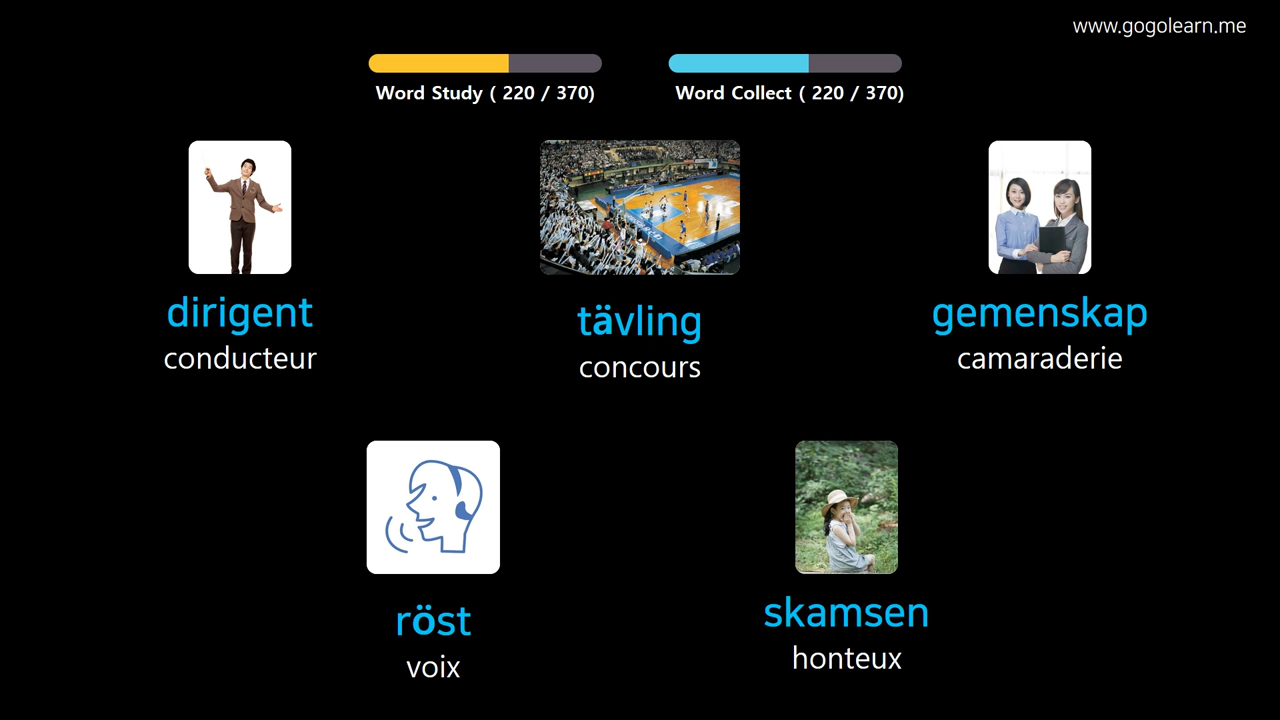 www.gogolearn.me
Word Study ( 220 / 370)
Word Collect ( 220 / 370)
dirigent
conducteur
tävling
concours
gemenskap
camaraderie
röst
voix
skamsen
honteux